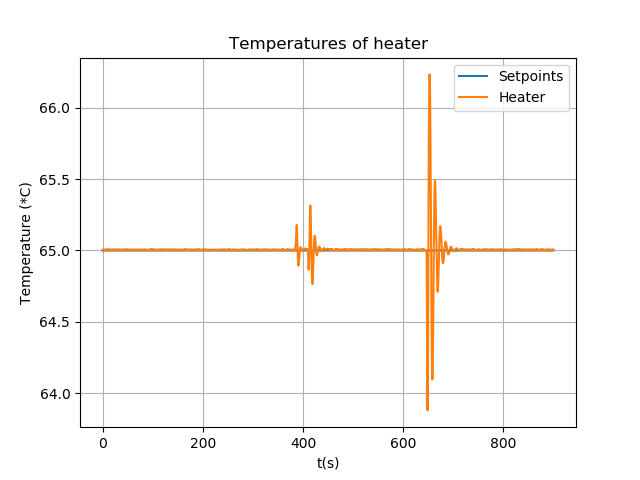 Temperatures of heater
Setpoints
Heater
66.0
65.5
65.0
64.5
64.0
Temperature (*C)
0 200 400 600 800
t(s)